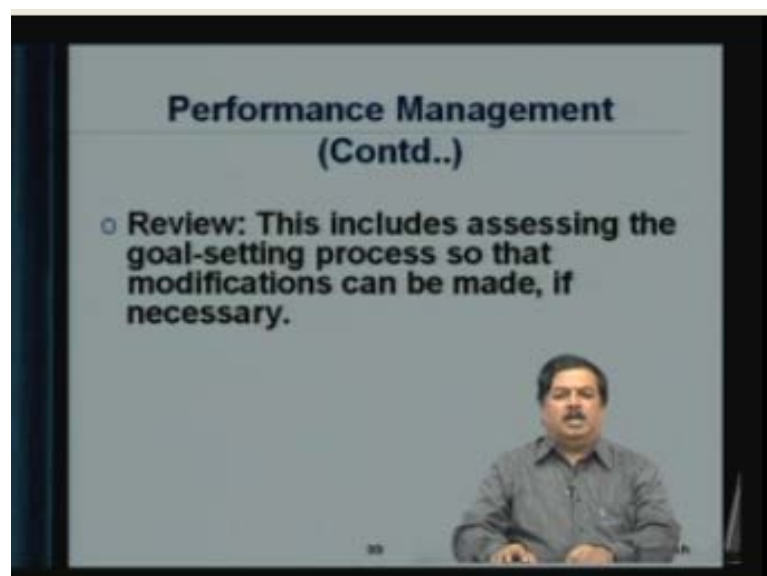 Performance Management
(Contd..)
o Review: This includes assessing the
goal-setting process so that
modifications can be made, if
necessary.